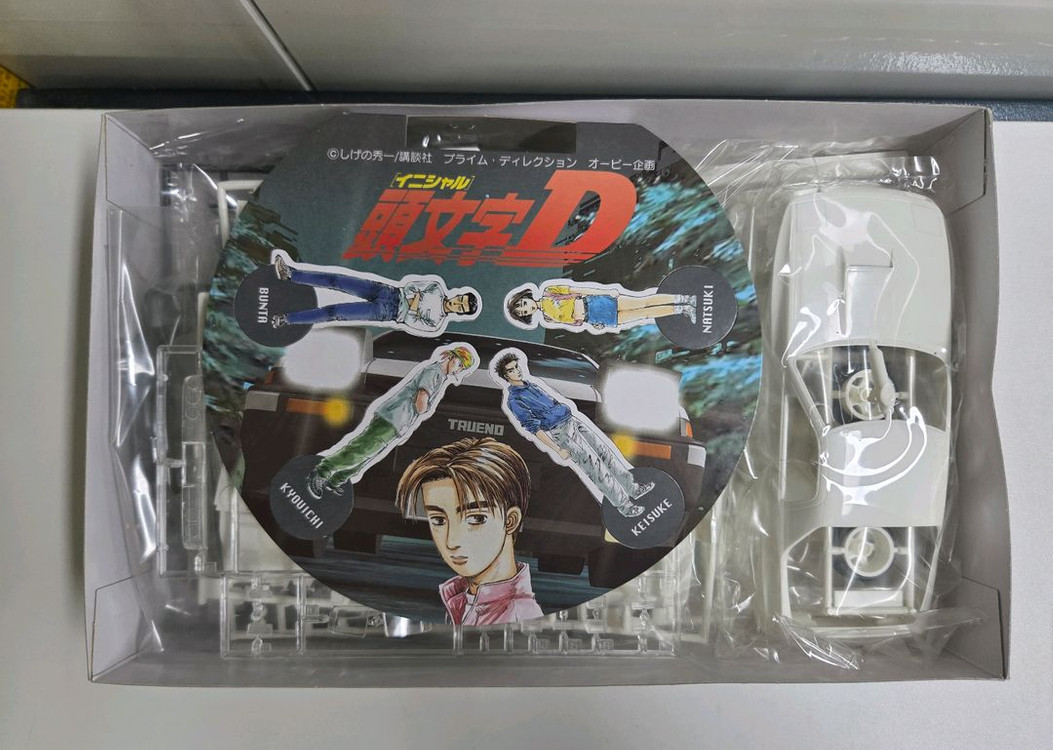 ©しげの秀一/講談社 プライム・ディレクション オービー企画
[イニシャル]
頭文字D
BUNTA
NATSUKI
TRUENO
KYOUICHI
KEISUKE